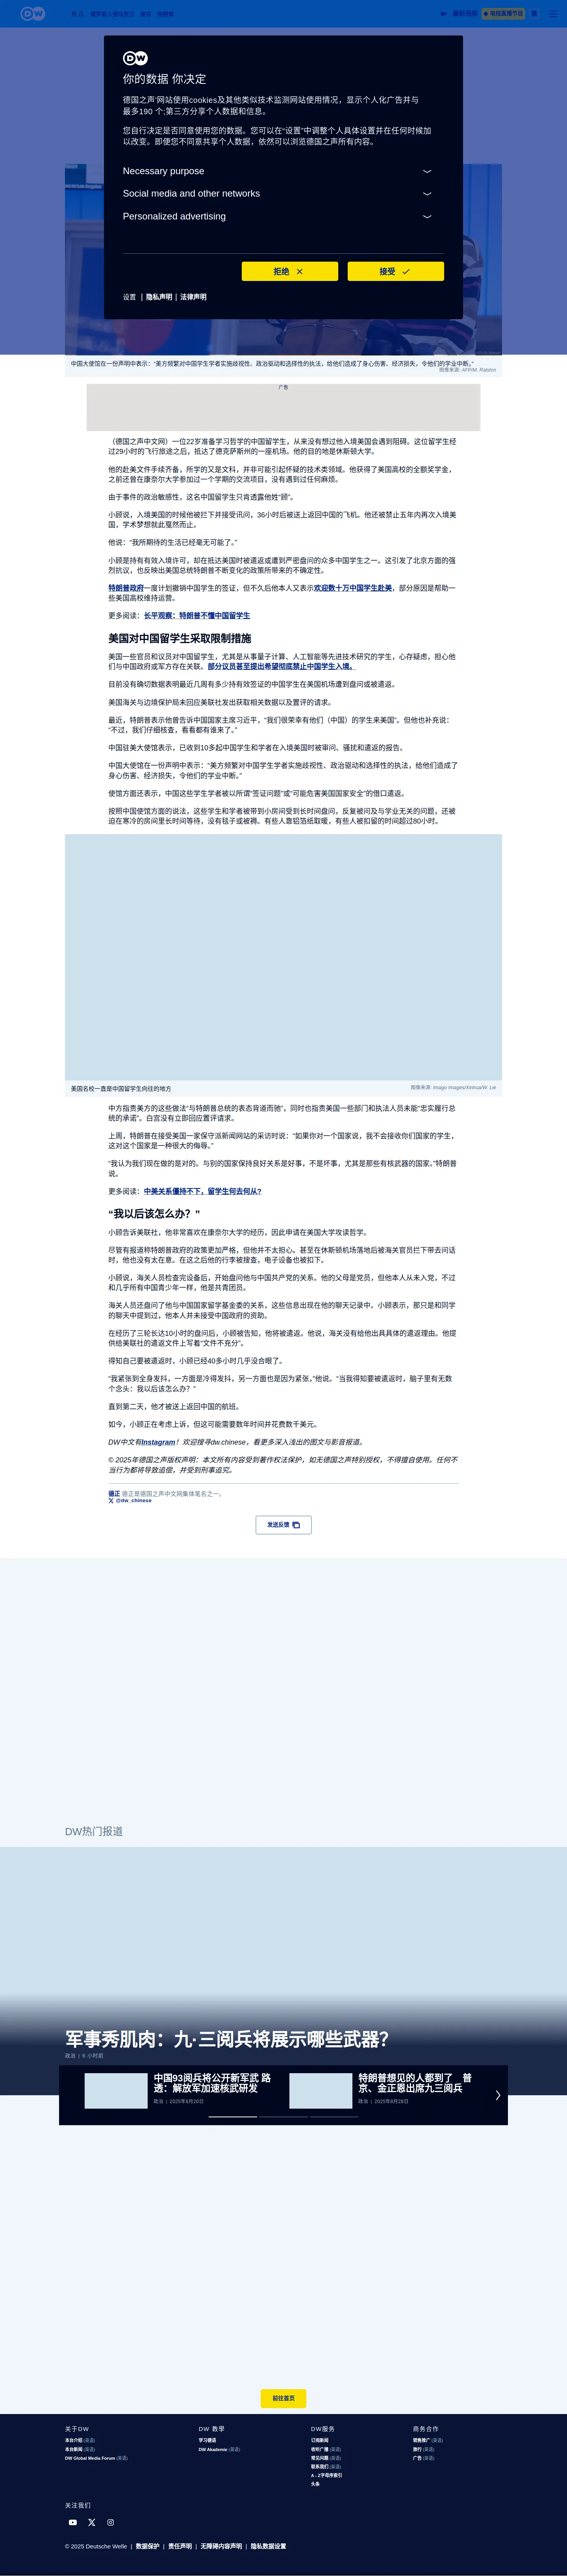 DW
热点
俄罗斯入侵乌克兰
普京
特朗普
最新视频
电视直播节目
DW
你的数据 你决定
德国之声'网站使用cookies及其他类似技术监测网站使用情况，显示个人化广告并与
最多190 个;第三方分享个人数据和信息。
您自行决定是否同意使用您的数据。您可以在“设置”中调整个人具体设置并在任何时候加
以改变。即使您不同意共享个人数据，依然可以浏览德国之声所有内容。
Necessary purpose
Social media and other networks
Personalized advertising
拒绝
接受
设置 | 隐私声明 | 法律声明
中国大使馆在一份声明中表示：“美方频繁对中国学生学者实施歧视性、政治驱动和选择性的执法，给他们造成了身心伤害、经济损失，令他们的学业中断。”
图像来源: AFP/M. Ralston
广告
（德国之声中文网）一位22岁准备学习哲学的中国留学生，从来没有想过他入境美国会遇到阻碍。这位留学生经
过29小时的飞行旅途之后，抵达了德克萨斯州的一座机场。他的目的地是休斯顿大学。
他的赴美文件手续齐备，所学的又是文科，并非可能引起怀疑的技术类领域。他获得了美国高校的全额奖学金，
之前还曾在康奈尔大学参加过一个学期的交流项目，没有遇到过任何麻烦。
由于事件的政治敏感性，这名中国留学生只肯透露他姓“顾”。
小顾说，入境美国的时候他被拦下并接受讯问，36小时后被送上返回中国的飞机。他还被禁止五年内再次入境美
国，学术梦想就此戛然而止。
他说：“我所期待的生活已经毫无可能了。”
小顾是持有有效入境许可，却在抵达美国时被遣返或遭到严密盘问的众多中国学生之一。这引发了北京方面的强
烈抗议，也反映出美国总统特朗普不断变化的政策所带来的不确定性。
特朗普政府一度计划撤销中国学生的签证，但不久后他本人又表示欢迎数十万中国学生赴美，部分原因是帮助一
些美国高校维持运营。
更多阅读：长平观察：特朗普不懂中国留学生
美国对中国留学生采取限制措施
美国一些官员和议员对中国留学生，尤其是从事量子计算、人工智能等先进技术研究的学生，心存疑虑，担心他
们与中国政府或军方存在关联。部分议员甚至提出希望彻底禁止中国学生入境。
目前没有确切数据表明最近几周有多少持有效签证的中国学生在美国机场遭到盘问或被遣返。
美国海关与边境保护局未回应美联社发出获取相关数据以及置评的请求。
最近，特朗普表示他曾告诉中国国家主席习近平，“我们很荣幸有他们（中国）的学生来美国”。但他也补充说：
“不过，我们仔细核查，看看都有谁来了。”
中国驻美大使馆表示，已收到10多起中国学生和学者在入境美国时被审问、骚扰和遣返的报告。
中国大使馆在一份声明中表示：“美方频繁对中国学生学者实施歧视性、政治驱动和选择性的执法，给他们造成了
身心伤害、经济损失，令他们的学业中断。”
使馆方面还表示，中国这些学生学者被以所谓“签证问题”或“可能危害美国国家安全”的借口遣返。
按照中国使馆方面的说法，这些学生和学者被带到小房间受到长时间盘问，反复被问及与学业无关的问题，还被
迫在寒冷的房间里长时间等待，没有毯子或被褥。有些人靠铝箔纸取暖，有些人被扣留的时间超过80小时。
美国名校一直是中国留学生向往的地方
图像来源: Imago Images/Xinhua/W. Lie
中方指责美方的这些做法“与特朗普总统的表态背道而驰”，同时也指责美国一些部门和执法人员未能“忠实履行总
统的承诺”。白宫没有立即回应置评请求。
上周，特朗普在接受美国一家保守派新闻网站的采访时说：“如果你对一个国家说，我不会接收你们国家的学生，
这对这个国家是一种很大的侮辱。”
“我认为我们现在做的是对的。与别的国家保持良好关系是好事，不是坏事，尤其是那些有核武器的国家。”特朗普
说。
更多阅读：中美关系僵持不下，留学生何去何从?
“我以后该怎么办？”
小顾告诉美联社，他非常喜欢在康奈尔大学的经历，因此申请在美国大学攻读哲学。
尽管有报道称特朗普政府的政策更加严格，但他并不太担心。甚至在休斯顿机场落地后被海关官员拦下带去问话
时，他也没有太在意。在这之后他的行李被搜查，电子设备也被扣下。
小顾说，海关人员检查完设备后，开始盘问他与中国共产党的关系。他的父母是党员，但他本人从未入党，不过
和几乎所有中国青少年一样，他是共青团员。
海关人员还盘问了他与中国国家留学基金委的关系，这些信息出现在他的聊天记录中。小顾表示，那只是和同学
的聊天中提到过，他本人并未接受中国政府的资助。
在经历了三轮长达10小时的盘问后，小顾被告知，他将被遣返。他说，海关没有给他出具具体的遣返理由。他提
供给美联社的遣返文件上写着“文件不充分”。
得知自己要被遣返时，小顾已经40多小时几乎没合眼了。
“我紧张到全身发抖，一方面是冷得发抖，另一方面也是因为紧张，”他说。“当我得知要被遣返时，脑子里有无数
个念头：我以后该怎么办？”
直到第二天，他才被送上返回中国的航班。
如今，小顾正在考虑上诉，但这可能需要数年时间并花费数千美元。
DW中文有Instagram！欢迎搜寻dw.chinese，看更多深入浅出的图文与影音报道。
© 2025年德国之声版权声明：本文所有内容受到著作权法保护，如无德国之声特别授权，不得擅自使用。任何不
当行为都将导致追偿，并受到刑事追究。
德正 德正是德国之声中文网集体笔名之一。
@dw_chinese
发送反馈
DW热门报道
军事秀肌肉：九·三阅兵将展示哪些武器？
政治 | 6 小时前
中国93阅兵将公开新军武 路
透：解放军加速核武研发
政治 | 2025年8月20日
特朗普想见的人都到了 普
京、金正恩出席九三阅兵
政治 | 2025年8月28日
前往首页
关于DW
本台介绍 (英语)
本台新闻 (英语)
DW Global Media Forum (英语)
DW 教学
学习德语
DW Akademie (英语)
DW服务
订阅新闻
收听广播 (英语)
常见问题 (英语)
联系我们 (英语)
A - Z字母序索引
头条
商务合作
销售推广 (英语)
旅行 (英语)
广告 (英语)
关注我们
© 2025 Deutsche Welle | 数据保护 | 责任声明 | 无障碍内容声明 | 隐私数据设置